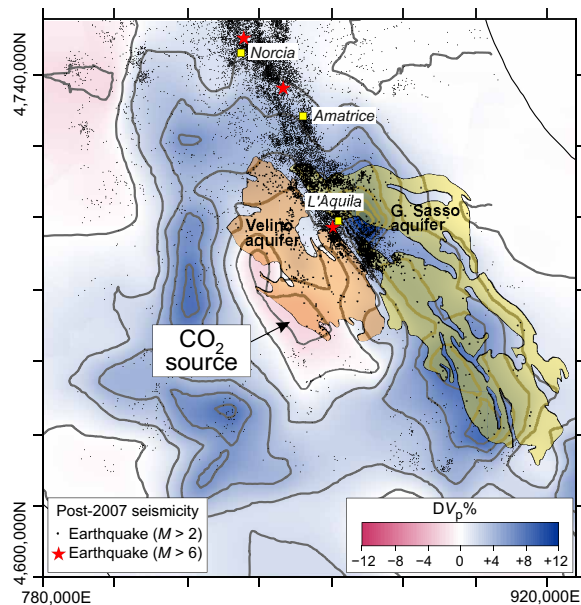 4,740,000N
Norcia
Amatrice
L'Aquila
G. Sasso
aquifer
Velino
aquifer
CO2
source
Post-2007 seismicity
Earthquake (M > 2)
Earthquake (M > 6)
DVp%
−12 −8 −4 0 +4 +8 +12
4,600,000N
780,000E
920,000E